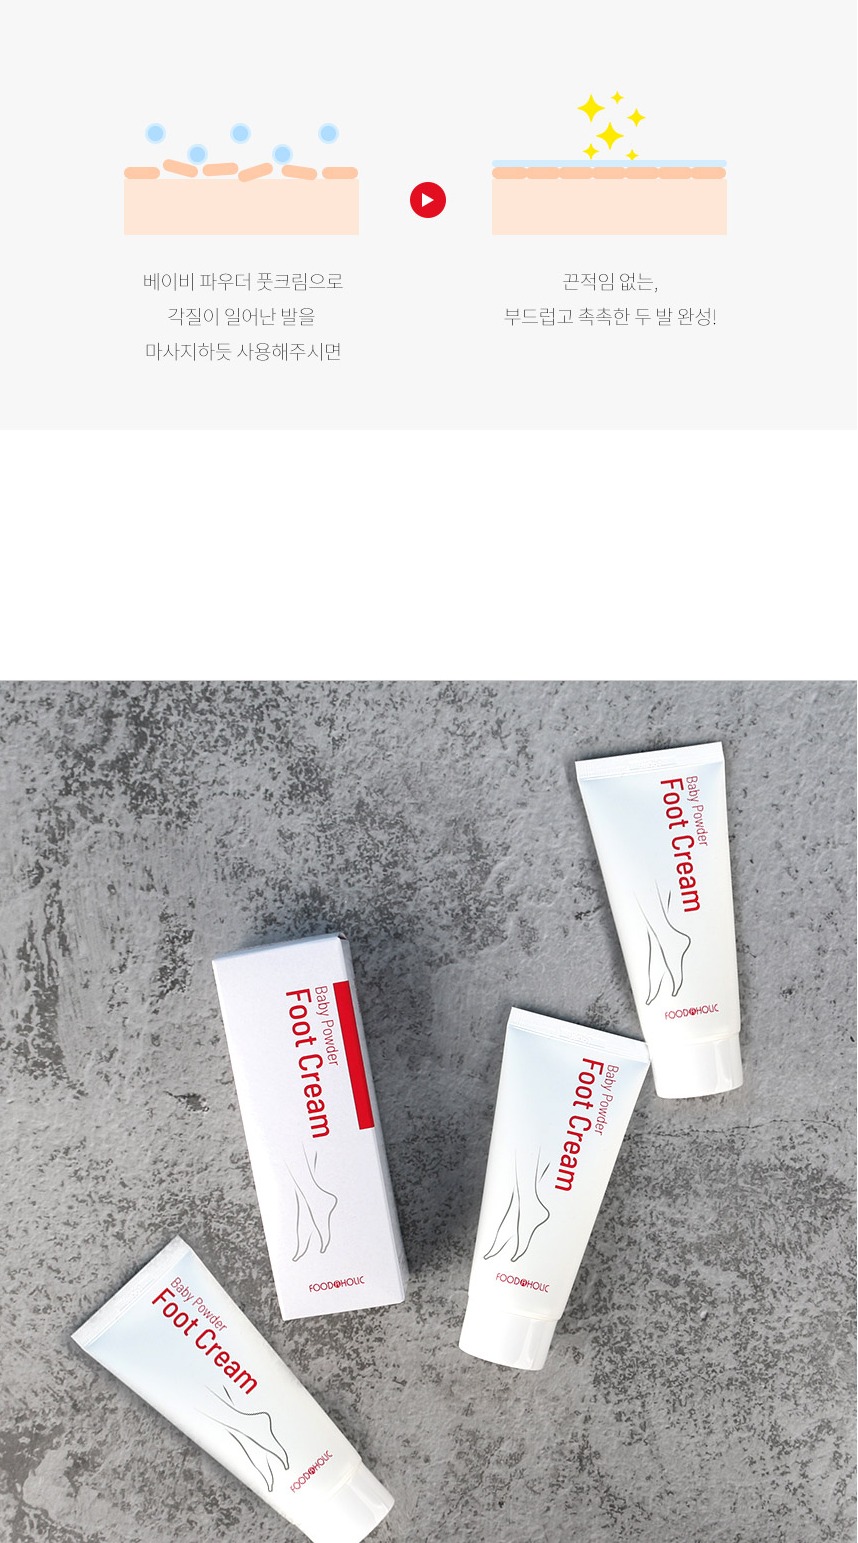 베이비 파우더 풋크림으로
각질이 일어난 발을
마사지하듯 사용해주시면
끈적임 없는,
부드럽고 촉촉한 두 발 완성!
Baby Powder
Foot Cream
FOODAHOLIC
Baby Powder
Foot Cream
FOODAHOLIC
Baby Powder
Foot Cream
FOODAHOLIC
Baby Powder
Foot Cream
FOODAHOLIC